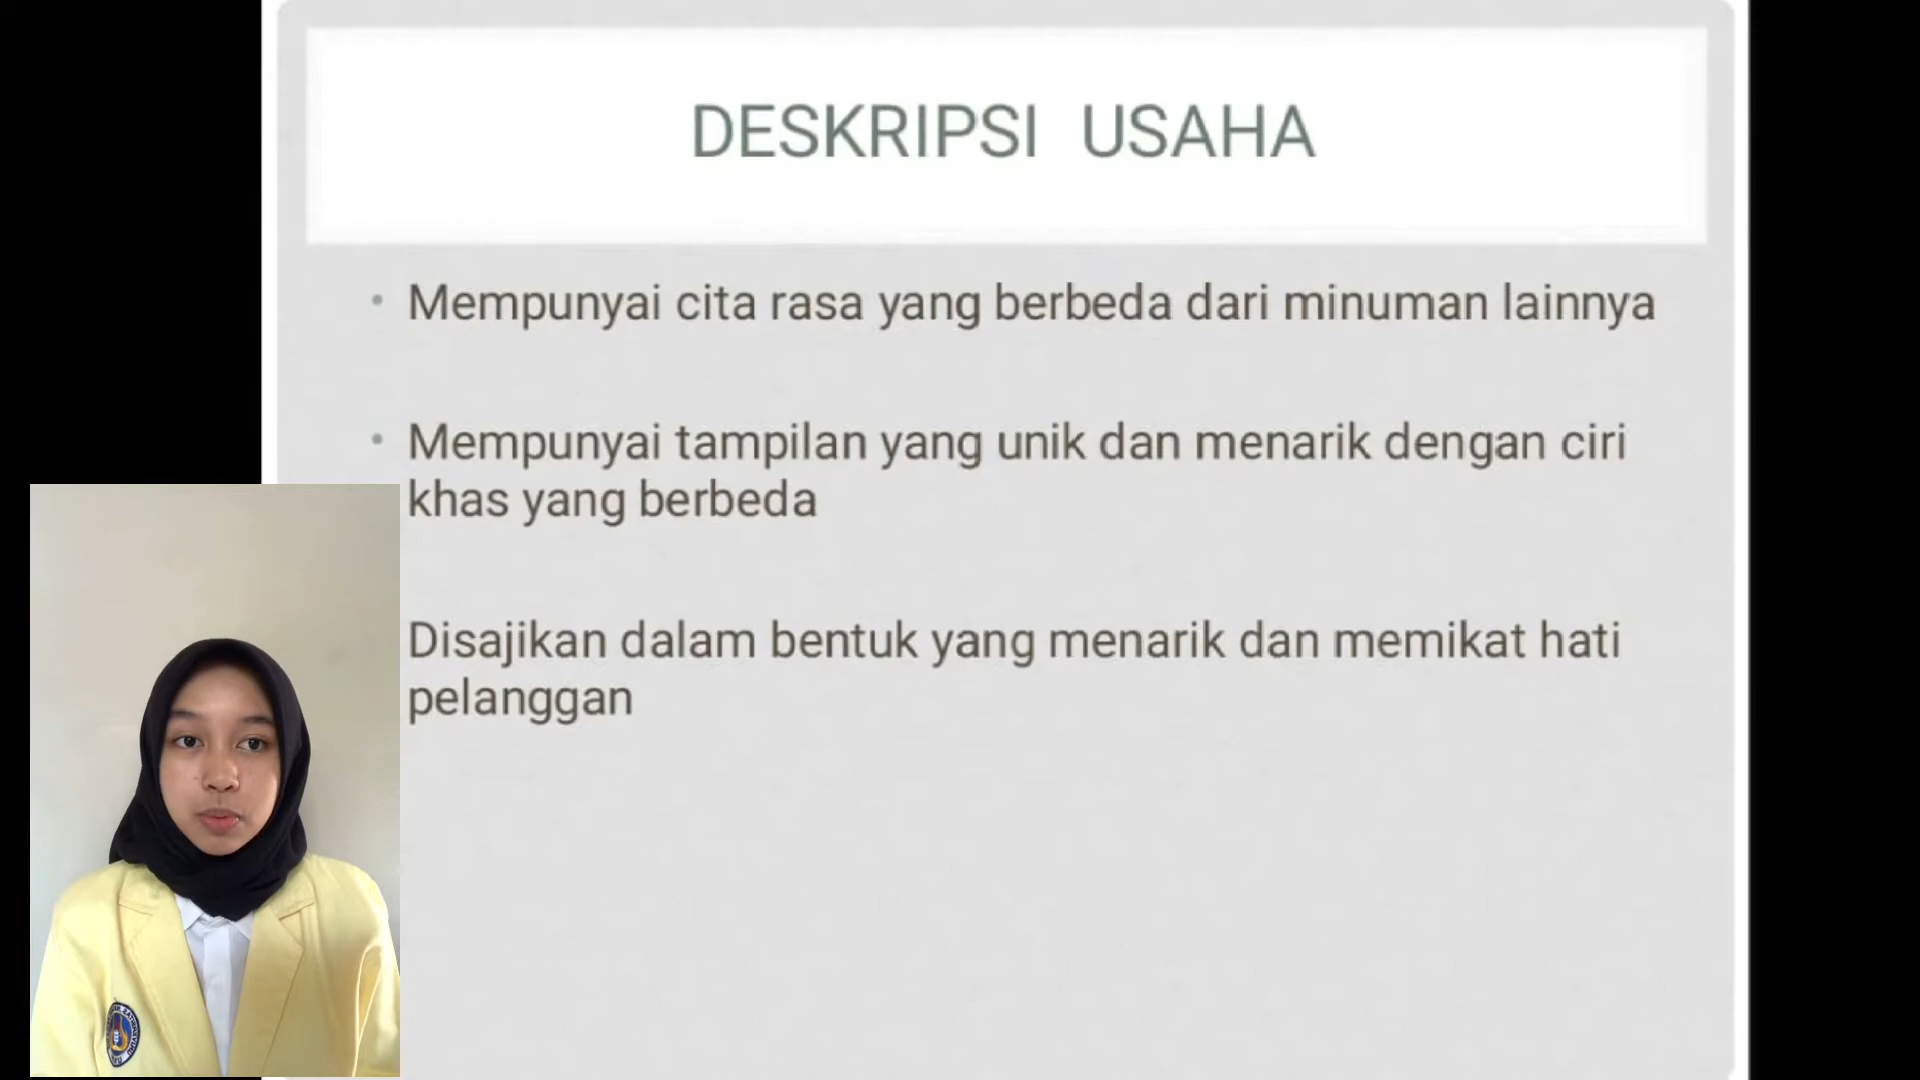 DESKRIPSI USAHA
• Mempunyai cita rasa yang berbeda dari minuman lainnya
• Mempunyai tampilan yang unik dan menarik dengan ciri
khas yang berbeda
Disajikan dalam bentuk yang menarik dan memikat hati
pelanggan